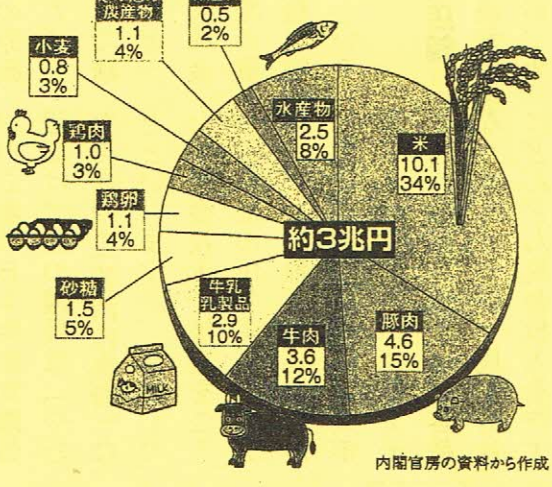 炭産物
1.1
4%
0.5
2%
小麦
0.8
3%
水産物
2.5
8%
米
10.1
34%
鶏肉
1.0
3%
鶏卵
1.1
4%
約3兆円
砂糖
1.5
5%
牛乳
乳製品
2.9
10%
牛肉
3.6
12%
豚肉
4.6
15%
MILK
内閣官房の資料から作成